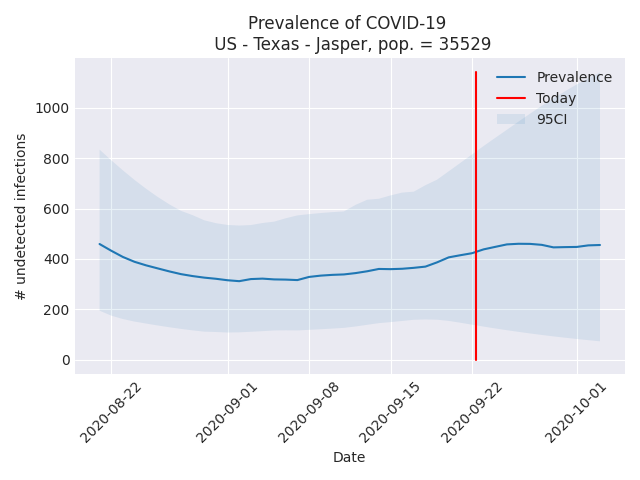 Prevalence of COVID-19
US - Texas - Jasper, pop. = 35529
# undetected infections
1000
800
600
400
200
0
Prevalence
Today
95CI
2020-08-22
2020-09-01
2020-09-08
2020-09-15
2020-09-22
2020-10-01
Date